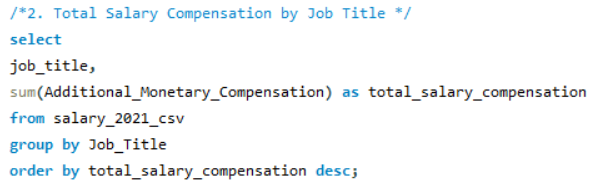 /*2. Total Salary Compensation by Job Title */
select
job_title,
sum(Additional_Monetary_Compensation) as total_salary_compensation
from salary_2021_csv
group by Job_Title
order by total_salary_compensation desc;